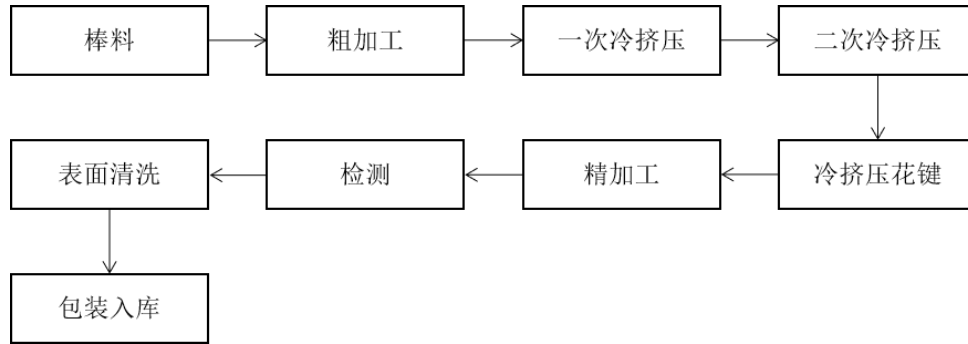 棒料
粗加工
一次冷挤压
二次冷挤压
冷挤压花键
精加工
检测
表面清洗
包装入库